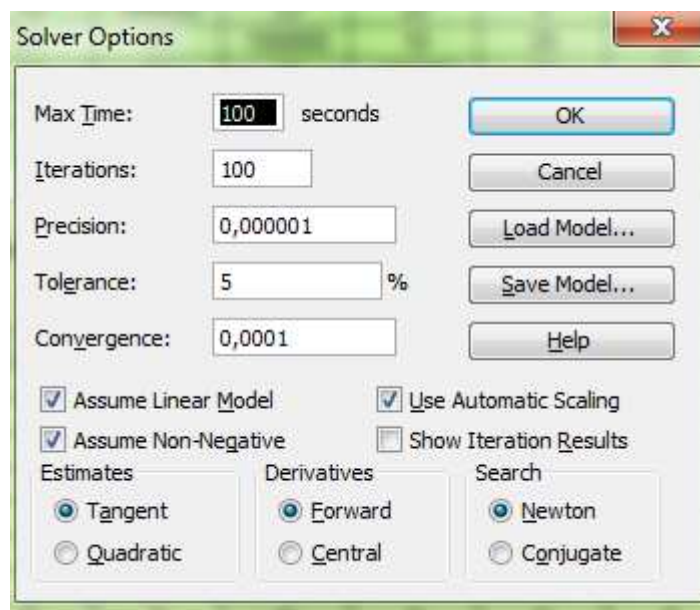 Solver Options
Max Time: 100 seconds OK
Iterations: 100 Cancel
Precision: 0,000001 Load Model...
Tolerance: 5 % Save Model...
Convergence: 0,0001 Help
Assume Linear Model Use Automatic Scaling
Assume Non-Negative Show Iteration Results
Estimates Derivatives Search
Tangent Forward Newton
Quadratic Central Conjugate